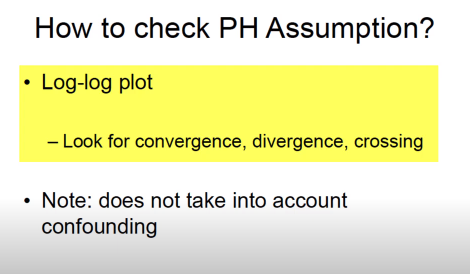 How to check PH Assumption?
• Log-log plot
– Look for convergence, divergence, crossing
• Note: does not take into account
confounding